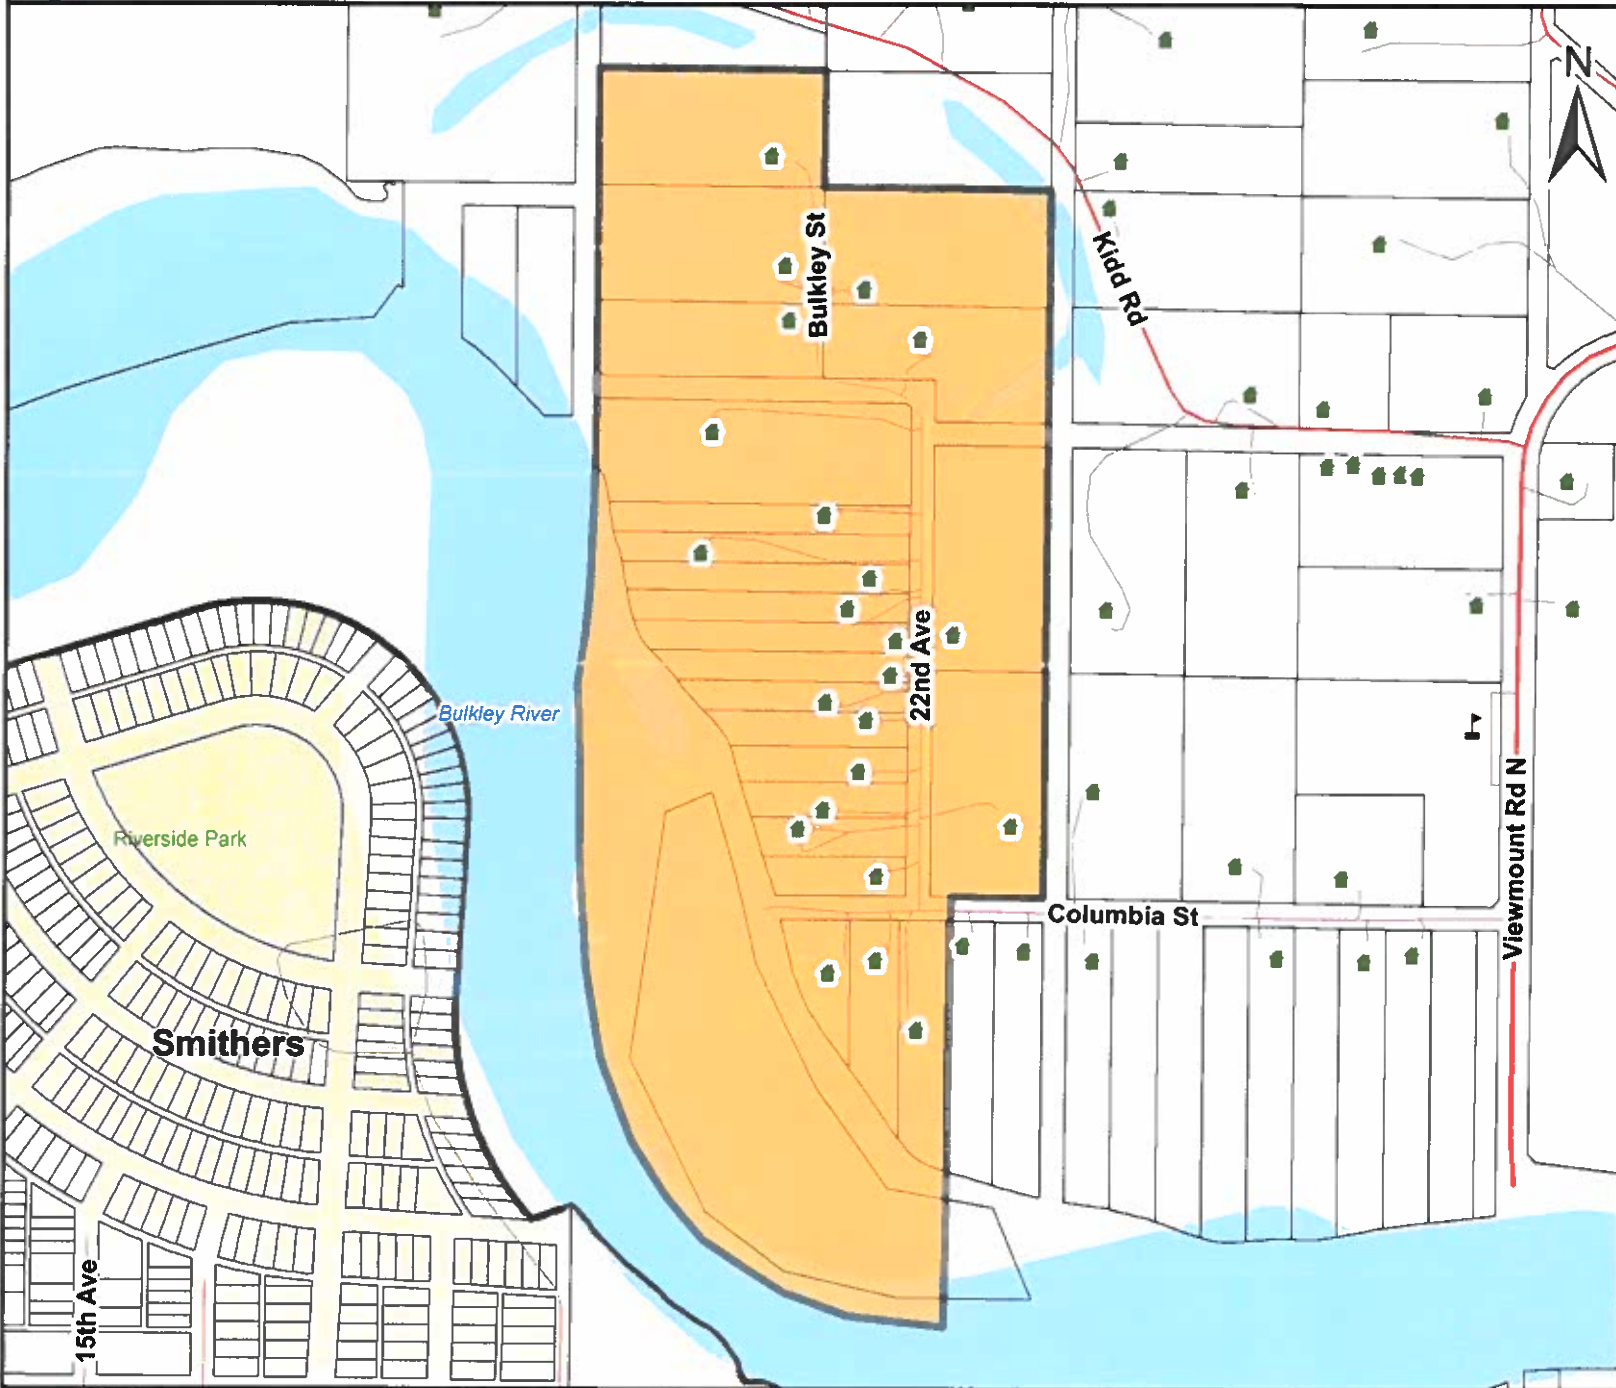 N
Bulkley St
Kidd Rd
22nd Ave
Bulkley River
Riverside Park
Columbia St
Viewmount Rd N
Smithers
15th Ave